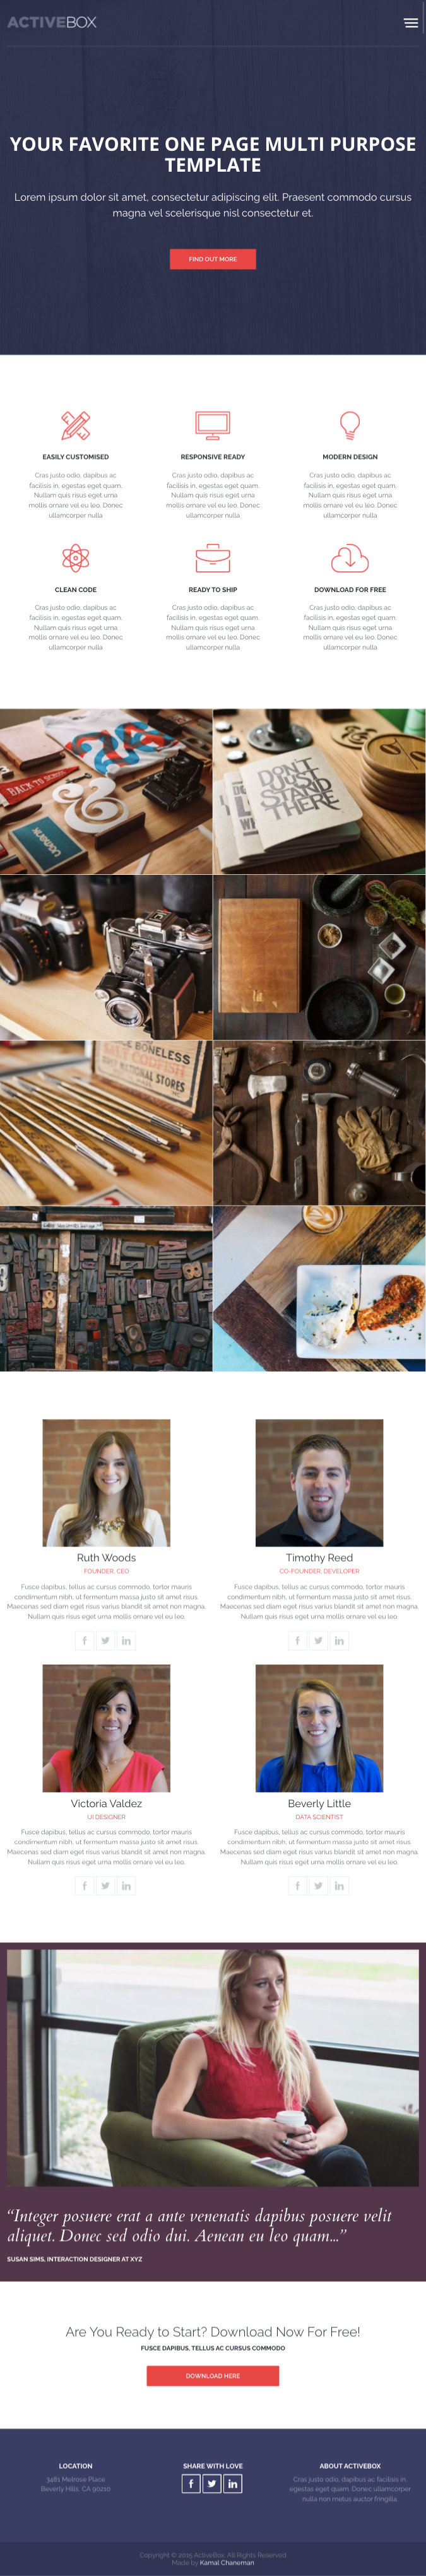 ACTIVEBOX
YOUR FAVORITE ONE PAGE MULTI PURPOSE
TEMPLATE
Lorem ipsum dolor sit amet, consectetur adipiscing elit. Praesent commodo cursus
magna vel scelerisque nisl consectetur et.
FIND OUT MORE
EASILY CUSTOMISED
Cras justo odio, dapibus ac
facilisis in, egestas eget quam.
Nullam quis risus eget urna
mollis ornare vel eu leo. Donec
ullamcorper nulla
RESPONSIVE READY
Cras justo odio, dapibus ac
facilisis in, egestas eget quam.
Nullam quis risus eget urna
mollis ornare vel eu leo. Donec
ullamcorper nulla
MODERN DESIGN
Cras justo odio, dapibus ac
facilisis in, egestas eget quam.
Nullam quis risus eget urna
mollis ornare vel eu leo. Donec
ullamcorper nulla
CLEAN CODE
Cras justo odio, dapibus ac
facilisis in, egestas eget quam.
Nullam quis risus eget urna
mollis ornare vel eu leo. Donec
ullamcorper nulla
READY TO SHIP
Cras justo odio, dapibus ac
facilisis in, egestas eget quam.
Nullam quis risus eget urna
mollis ornare vel eu leo. Donec
ullamcorper nulla
DOWNLOAD FOR FREE
Cras justo odio, dapibus ac
facilisis in, egestas eget quam.
Nullam quis risus eget urna
mollis ornare vel eu leo. Donec
ullamcorper nulla
BACK TO
&
DON'T
JUST
STAND
THERE
BONELESS
NATIONAL STORES
Ruth Woods
FOUNDER, CEO
Fusce dapibus, tellus ac cursus commodo, tortor mauris
condimentum nibh, ut fermentum massa justo sit amet risus.
Maecenas sed diam eget risus varius blandit sit amet non magna.
Nullam quis risus eget urna mollis ornare vel eu leo.
Timothy Reed
CO-FOUNDER, DEVELOPER
Fusce dapibus, tellus ac cursus commodo, tortor mauris
condimentum nibh, ut fermentum massa justo sit amet risus.
Maecenas sed diam eget risus varius blandit sit amet non magna.
Nullam quis risus eget urna mollis ornare vel eu leo.
Victoria Valdez
UI DESIGNER
Fusce dapibus, tellus ac cursus commodo, tortor mauris
condimentum nibh, ut fermentum massa justo sit amet risus.
Maecenas sed diam eget risus varius blandit sit amet non magna.
Nullam quis risus eget urna mollis ornare vel eu leo.
Beverly Little
DATA SCIENTIST
Fusce dapibus, tellus ac cursus commodo, tortor mauris
condimentum nibh, ut fermentum massa justo sit amet risus.
Maecenas sed diam eget risus varius blandit sit amet non magna.
Nullam quis risus eget urna mollis ornare vel eu leo.
“Integer posuere erat a ante venenatis dapibus posuere velit
aliquet. Donec sed odio dui. Aenean eu leo quam...”
SUSAN SIMS, INTERACTION DESIGNER AT XYZ
Are You Ready to Start? Download Now For Free!
FUSCE DAPIBUS, TELLUS AC CURSUS COMMODO
DOWNLOAD HERE
LOCATION
3481 Melrose Place
Beverly Hills, CA 90210
SHARE WITH LOVE
ABOUT ACTIVEBOX
Cras justo odio, dapibus ac facilisis in,
egestas eget quam. Donec ullamcorper
nulla non metus auctor fringilla.
Copyright © 2015 ActiveBox. All Rights Reserved
Made by Kamal Chaneman